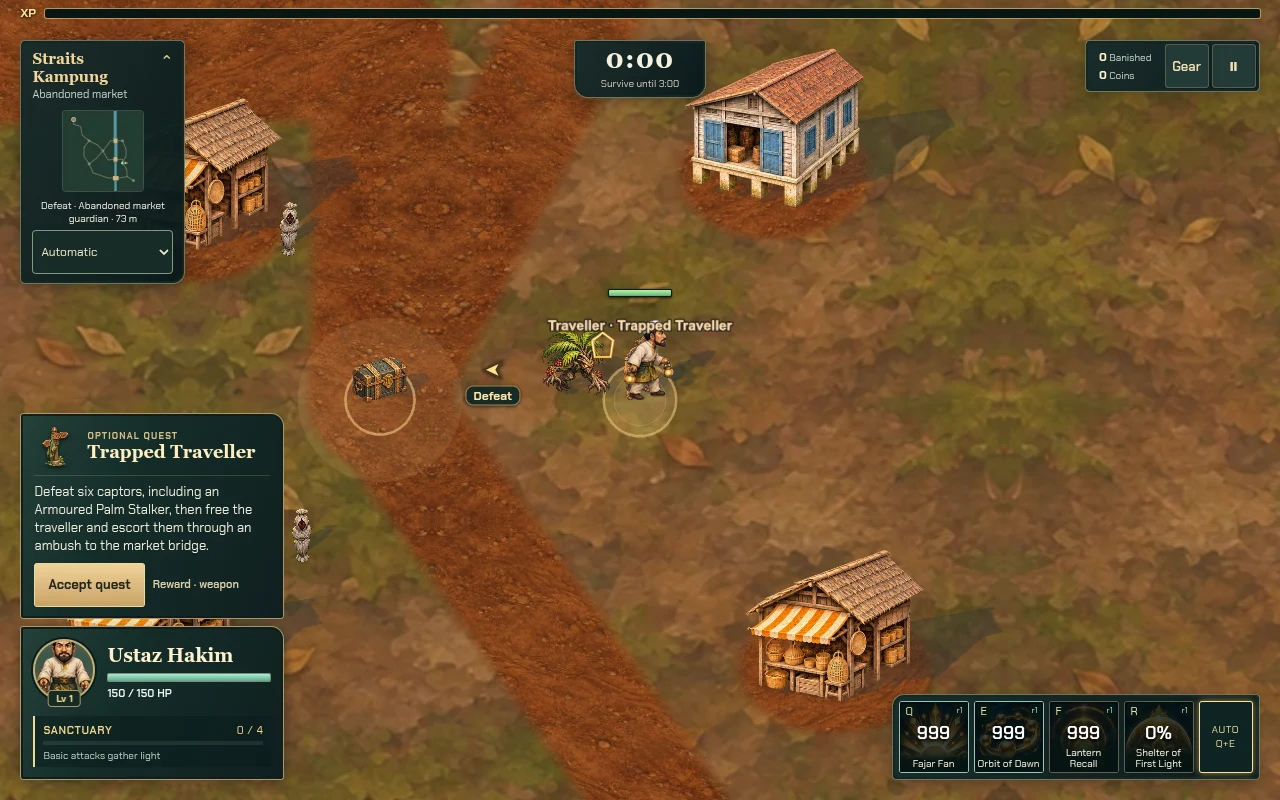 XP
Straits
Kampung
Abandoned market
Defeat · Abandoned market
guardian · 73 m
Automatic
0:00
Survive until 3:00
0 Banished
0 Coins
Gear
Traveller · Trapped Traveller
Defeat
OPTIONAL QUEST
Trapped Traveller
Defeat six captors, including an
Armoured Palm Stalker, then free the
traveller and escort them through an
ambush to the market bridge.
Accept quest
Reward · weapon
Ustaz Hakim
150 / 150 HP
Lv 1
SANCTUARY 0 / 4
Basic attacks gather light
Q r1
999
Fajar Fan
E r1
999
Orbit of Dawn
F r1
999
Lantern
Recall
R r1
0%
Shelter of
First Light
AUTO
Q+E